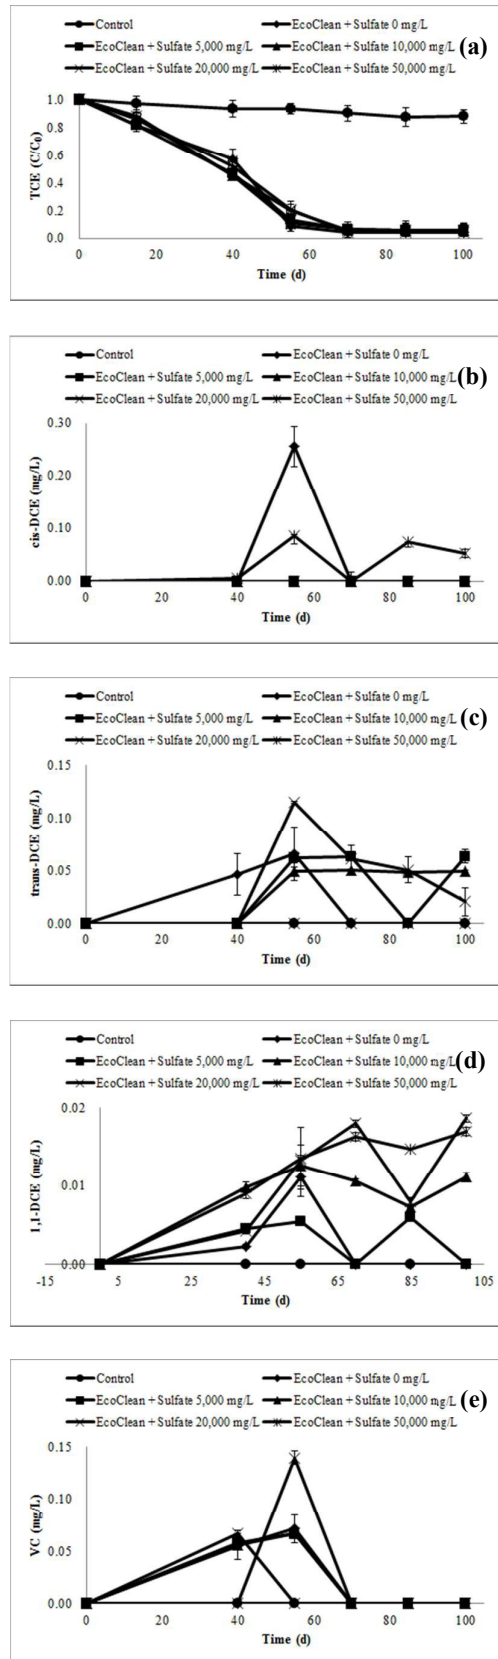 Control EcoClean + Sulfate 0 mg/L
EcoClean + Sulfate 5,000 mg/L EcoClean + Sulfate 10,000 mg/L (a)
EcoClean + Sulfate 20,000 mg/L EcoClean + Sulfate 50,000 mg/L
1.0
0.8
0.6
0.4
0.2
0.0
TCE (C/C₀)
0 20 40 60 80 100
Time (d)
Control EcoClean + Sulfate 0 mg/L
EcoClean + Sulfate 5,000 mg/L EcoClean + Sulfate 10,000 mg/L (b)
EcoClean + Sulfate 20,000 mg/L EcoClean + Sulfate 50,000 mg/L
0.30
0.20
0.10
0.00
cis-DCE (mg/L)
0 20 40 60 80 100
Time (d)
Control EcoClean + Sulfate 0 mg/L
EcoClean + Sulfate 5,000 mg/L EcoClean + Sulfate 10,000 mg/L (c)
EcoClean + Sulfate 20,000 mg/L EcoClean + Sulfate 50,000 mg/L
0.15
0.10
0.05
0.00
trans-DCE (mg/L)
0 20 40 60 80 100
Time (d)
Control EcoClean + Sulfate 0 mg/L
EcoClean + Sulfate 5,000 mg/L EcoClean + Sulfate 10,000 mg/L (d)
EcoClean + Sulfate 20,000 mg/L EcoClean + Sulfate 50,000 mg/L
0.02
0.01
0.00
1,1-DCE (mg/L)
-15 5 25 45 65 85 105
Time (d)
Control EcoClean + Sulfate 0 mg/L
EcoClean + Sulfate 5,000 mg/L EcoClean + Sulfate 10,000 mg/L (e)
EcoClean + Sulfate 20,000 mg/L EcoClean + Sulfate 50,000 mg/L
0.15
0.10
0.05
0.00
VC (mg/L)
0 20 40 60 80 100
Time (d)